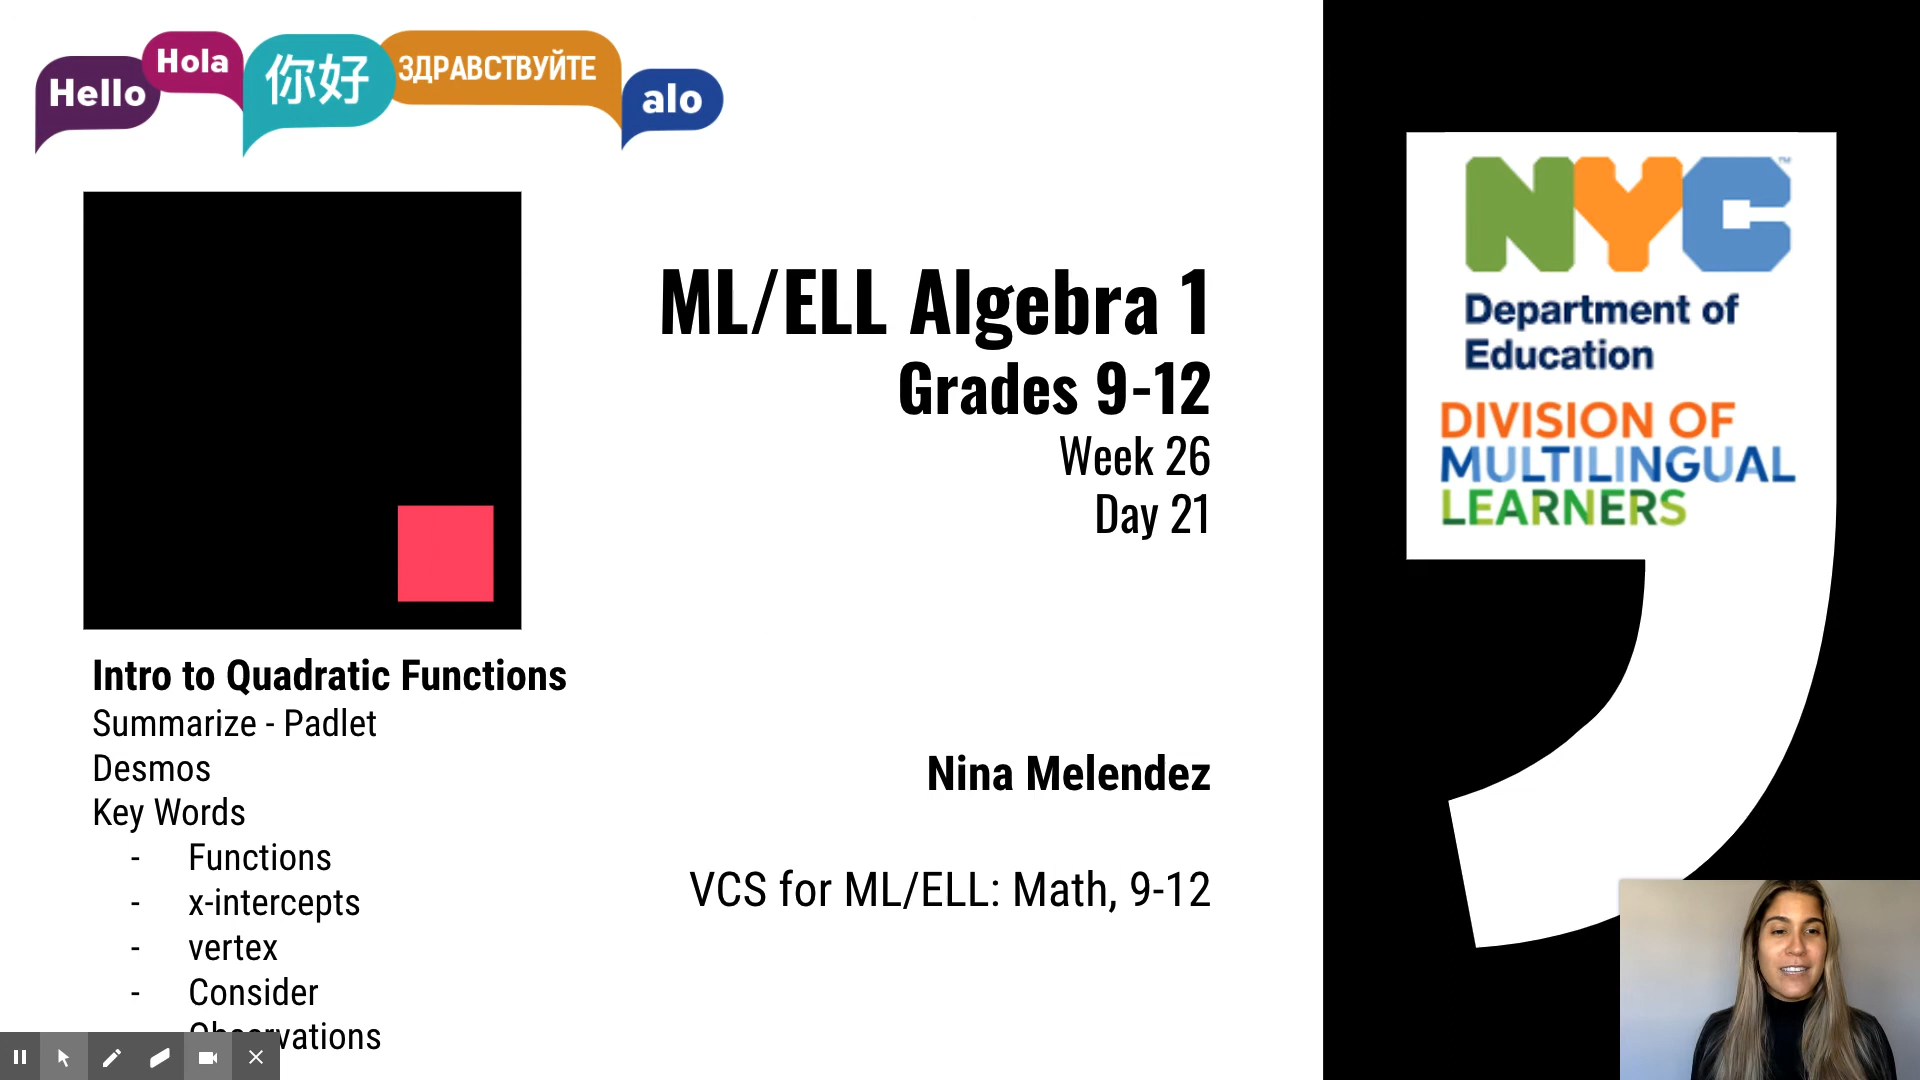 Hello
Hola
你好
ЗДРАВСТВУЙТЕ
alo
ML/ELL Algebra 1
Grades 9-12
Week 26
Day 21
Intro to Quadratic Functions
Summarize - Padlet
Desmos
Key Words
- Functions
- x-intercepts
- vertex
- Consider
Observations
Nina Melendez
VCS for ML/ELL: Math, 9-12
NYC
™
Department of
Education
DIVISION OF
MULTILINGUAL
LEARNERS